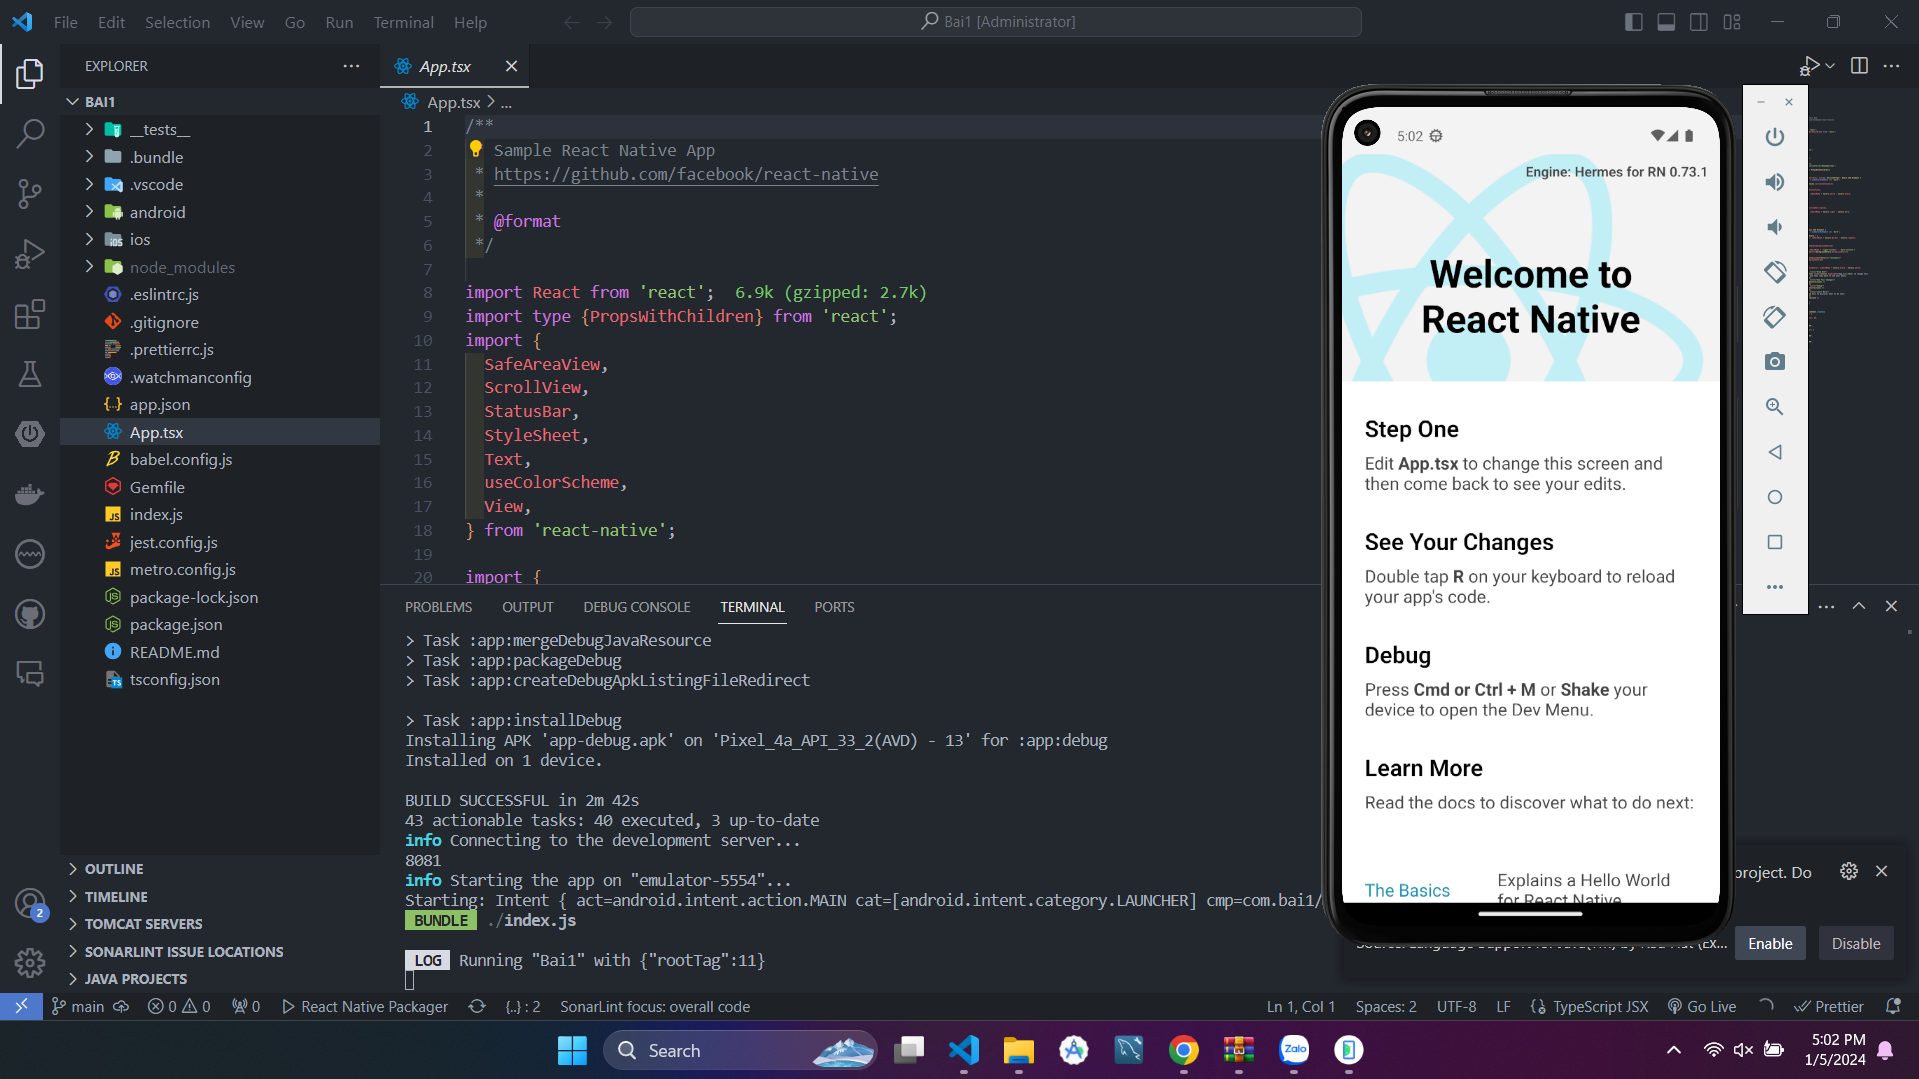 File Edit Selection View Go Run Terminal Help
Bai1 [Administrator]
EXPLORER
BAI1
__tests__
.bundle
.vscode
android
ios
node_modules
.eslintrc.js
.gitignore
.prettierrc.js
.watchmanconfig
app.json
App.tsx
babel.config.js
Gemfile
index.js
jest.config.js
metro.config.js
package-lock.json
package.json
README.md
tsconfig.json
OUTLINE
TIMELINE
TOMCAT SERVERS
SONARLINT ISSUE LOCATIONS
JAVA PROJECTS
App.tsx
App.tsx > ...
1 /**
2 Sample React Native App
3 * https://github.com/facebook/react-native
4 *
5 * @format
6 */
7
8 import React from 'react'; 6.9k (gzipped: 2.7k)
9 import type {PropsWithChildren} from 'react';
10 import {
11 SafeAreaView,
12 ScrollView,
13 StatusBar,
14 StyleSheet,
15 Text,
16 useColorScheme,
17 View,
18 } from 'react-native';
19
20 import {
PROBLEMS OUTPUT DEBUG CONSOLE TERMINAL PORTS
> Task :app:mergeDebugJavaResource
> Task :app:packageDebug
> Task :app:createDebugApkListingFileRedirect
> Task :app:installDebug
Installing APK 'app-debug.apk' on 'Pixel_4a_API_33_2(AVD) - 13' for :app:debug
Installed on 1 device.
BUILD SUCCESSFUL in 2m 42s
43 actionable tasks: 40 executed, 3 up-to-date
info Connecting to the development server...
8081
info Starting the app on "emulator-5554"...
Starting: Intent { act=android.intent.action.MAIN cat=[android.intent.category.LAUNCHER] cmp=com.bai1/
BUNDLE ./index.js
LOG Running "Bai1" with {"rootTag":11}
5:02
Engine: Hermes for RN 0.73.1
Welcome to
React Native
Step One
Edit App.tsx to change this screen and
then come back to see your edits.
See Your Changes
Double tap R on your keyboard to reload
your app's code.
Debug
Press Cmd or Ctrl + M or Shake your
device to open the Dev Menu.
Learn More
Read the docs to discover what to do next:
The Basics
Explains a Hello World
for React Native
project. Do
Enable Disable
2
main 0 0 0 React Native Packager {..} : 2 SonarLint focus: overall code
Ln 1, Col 1 Spaces: 2 UTF-8 LF TypeScript JSX Go Live Prettier
Search
Zalo
5:02 PM
1/5/2024